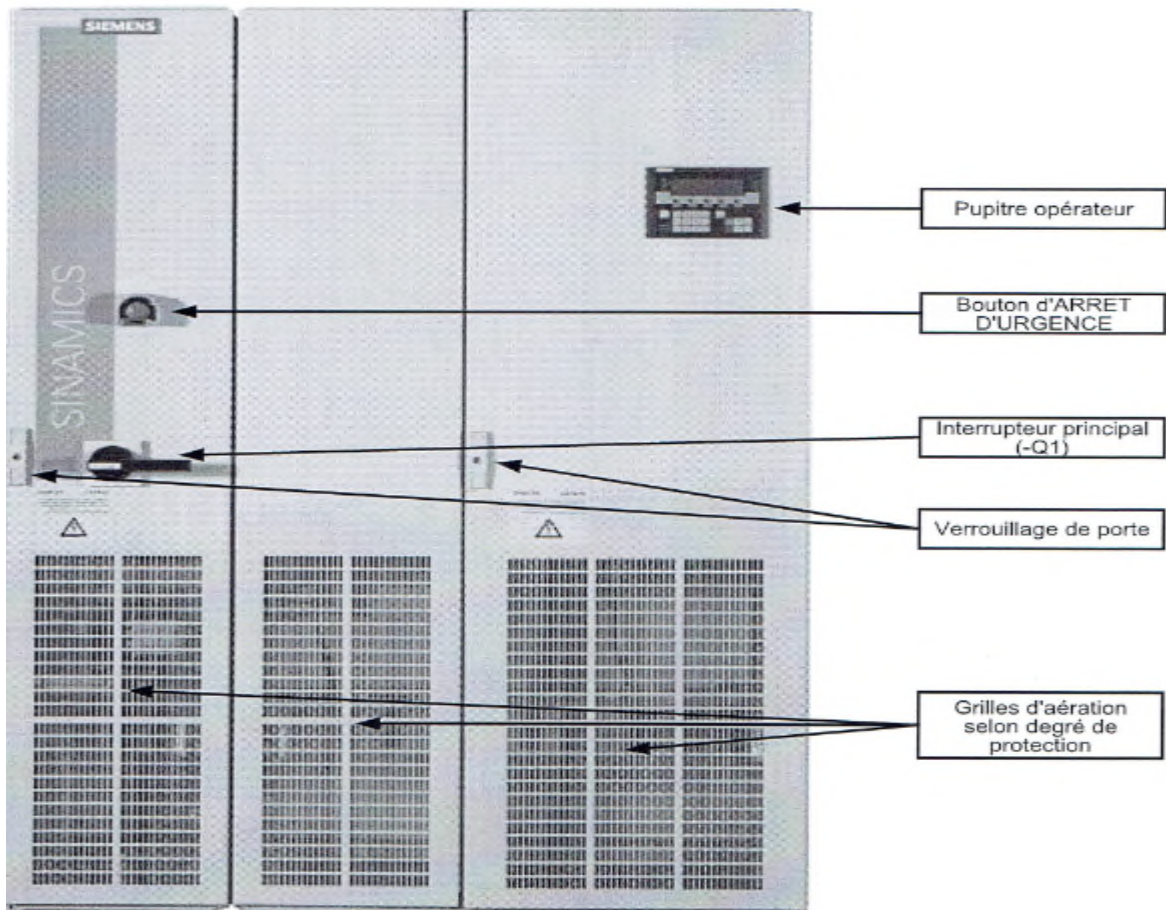 SIEMENS
SINAMICS
Pupitre opérateur
Bouton d'ARRET
D'URGENCE
Interrupteur principal
(-Q1)
Verrouillage de porte
Grilles d'aération
selon degré de
protection